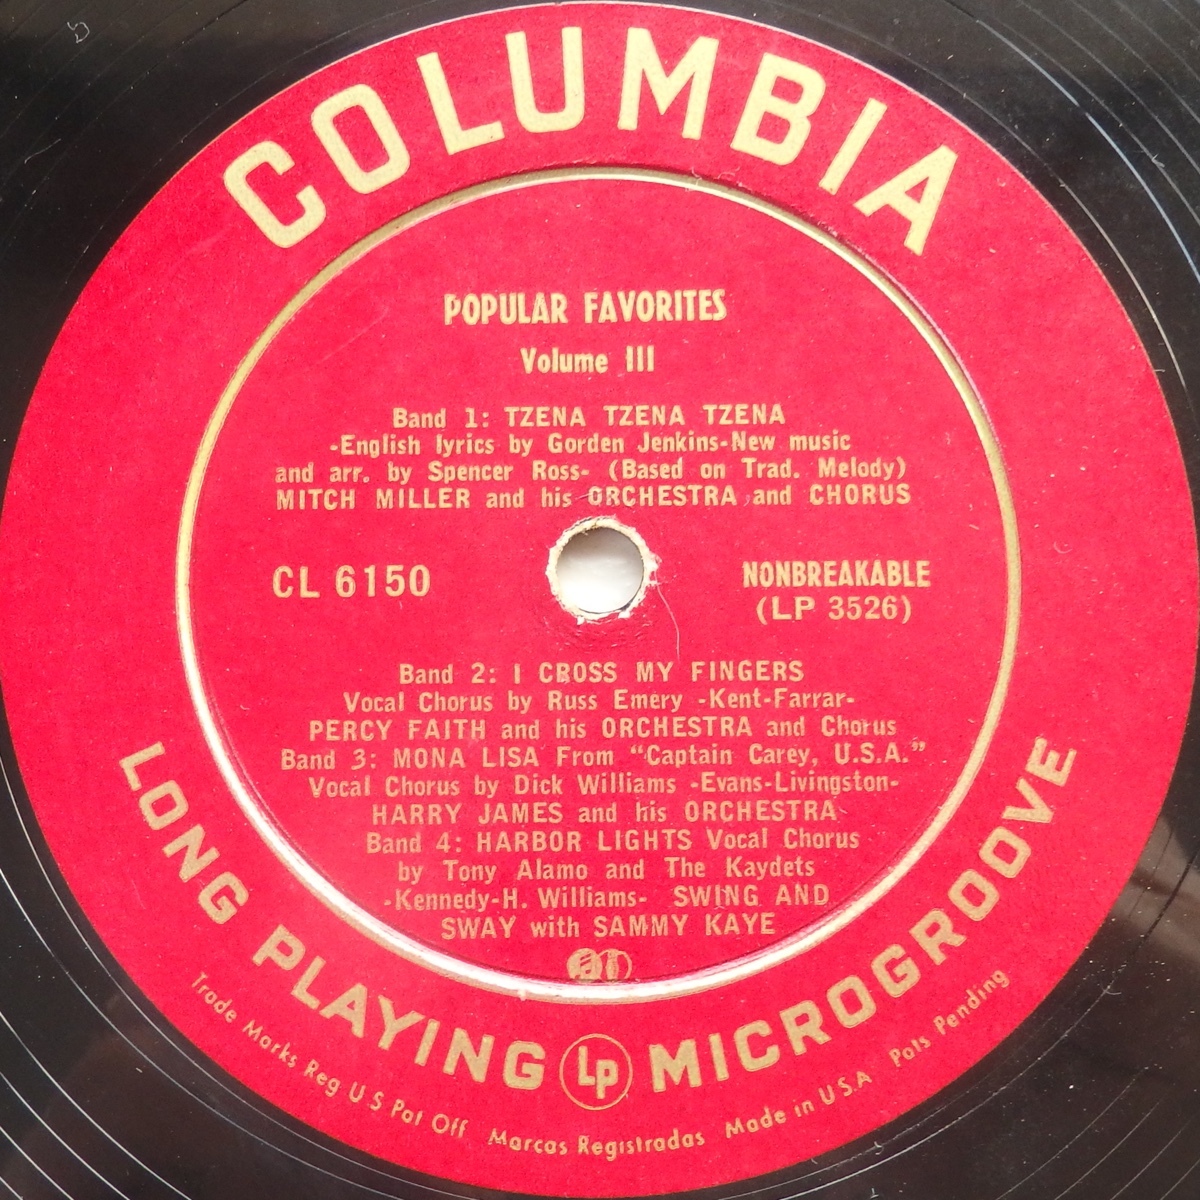 COLUMBIA
POPULAR FAVORITES
Volume III
Band 1: TZENA TZENA TZENA
-English lyrics by Gorden Jenkins-New music
and arr. by Spencer Ross- (Based on Trad. Melody)
MITCH MILLER and his ORCHESTRA and CHORUS
CL 6150
NONBREAKABLE
(LP 3526)
Band 2: I CROSS MY FINGERS
Vocal Chorus by Russ Emery -Kent-Farrar-
PERCY FAITH and his ORCHESTRA and Chorus
Band 3: MONA LISA From "Captain Carey, U.S.A."
Vocal Chorus by Dick Williams -Evans-Livingston-
HARRY JAMES and his ORCHESTRA
Band 4: HARBOR LIGHTS Vocal Chorus
by Tony Alamo and The Kaydets
-Kennedy-H. Williams- SWING AND
SWAY with SAMMY KAYE
LONG PLAYING Lp MICROGROOVE
Trade Marks Reg U S Pat Off Marcas Registradas Made in U.S.A Pats Pending